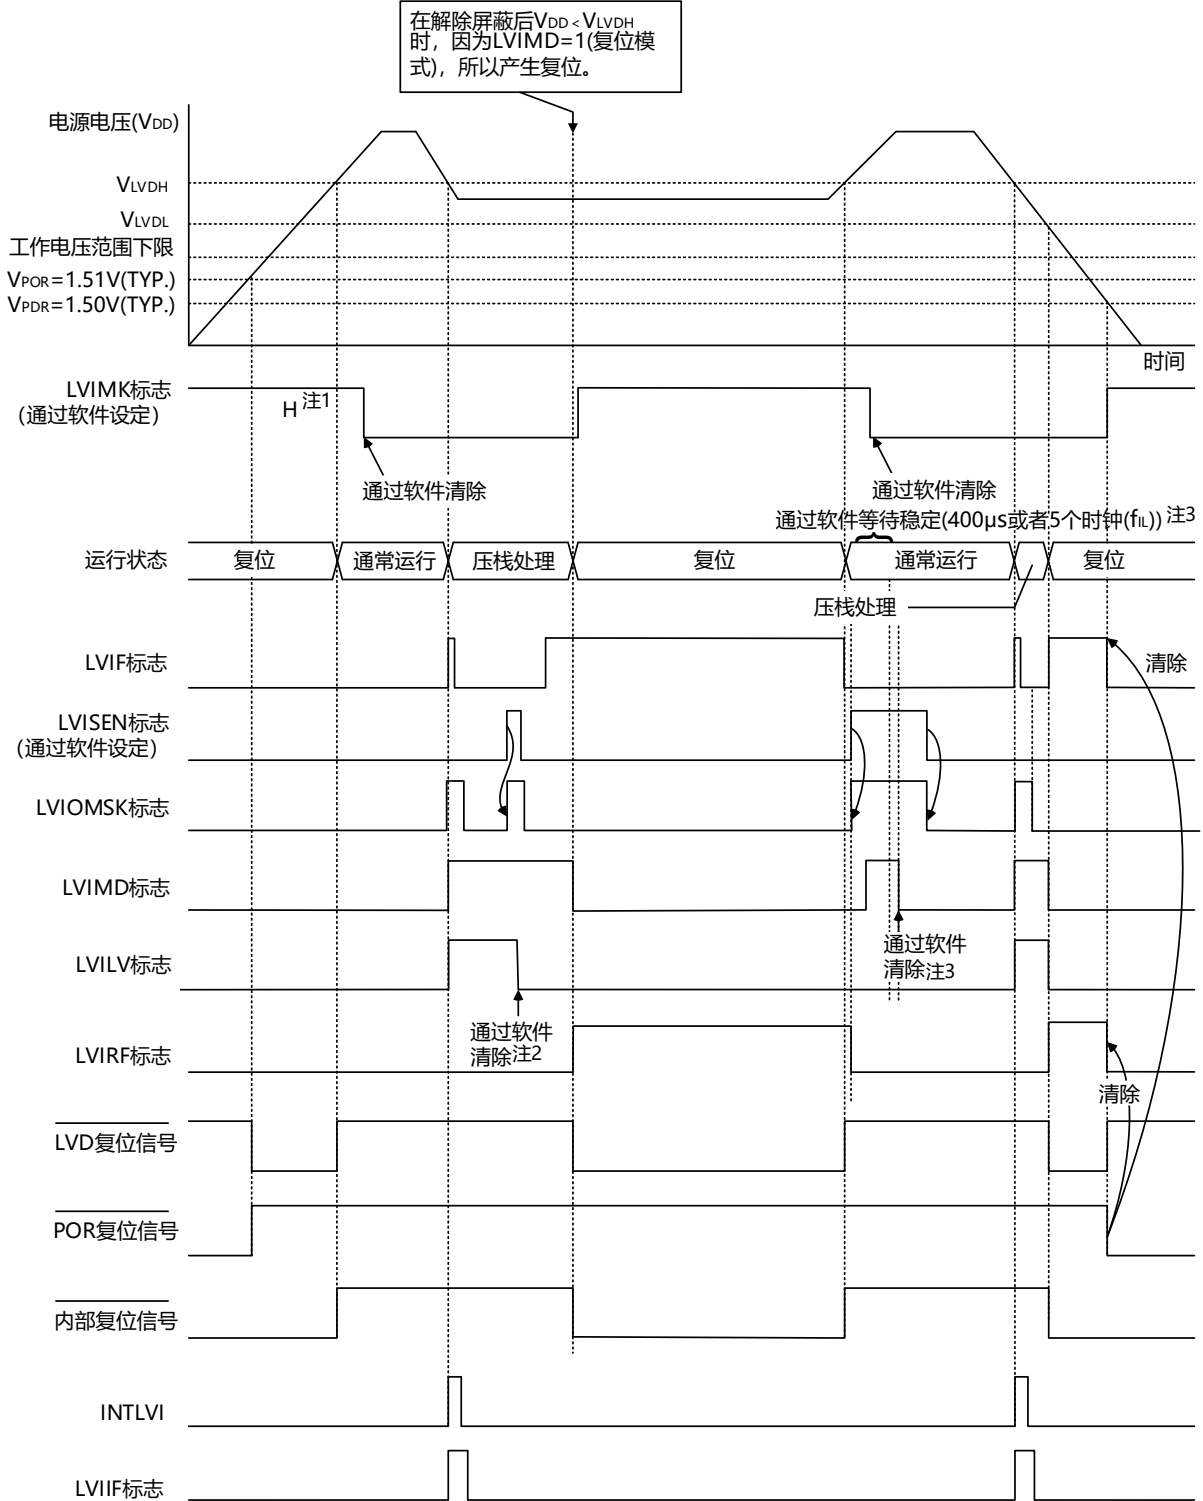 在解除屏蔽后VDD<VLVDH
时，因为LVIMD=1(复位模
式)，所以产生复位。
电源电压(VDD)
VLVDH
VLVDL
工作电压范围下限
VPOR=1.51V(TYP.)
VPDR=1.50V(TYP.)
时间
LVIMK标志
（通过软件设定）
H 注1
通过软件清除
通过软件清除
通过软件等待稳定(400μs或者5个时钟(fIL)) 注3
运行状态
复位
通常运行
压栈处理
复位
通常运行
复位
压栈处理
LVIF标志
清除
LVISEN标志
（通过软件设定）
LVIOMSK标志
LVIMD标志
通过软件
清除注3
LVILV标志
通过软件
清除注2
LVIRF标志
清除
LVD复位信号
POR复位信号
内部复位信号
INTLVI
LVIIF标志